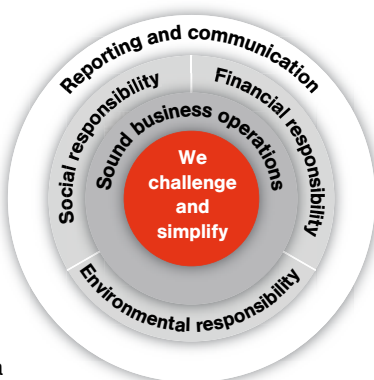 Reporting and communication
Social responsibility
Financial responsibility
Sound business operations
We
challenge
and
simplify
Environmental responsibility